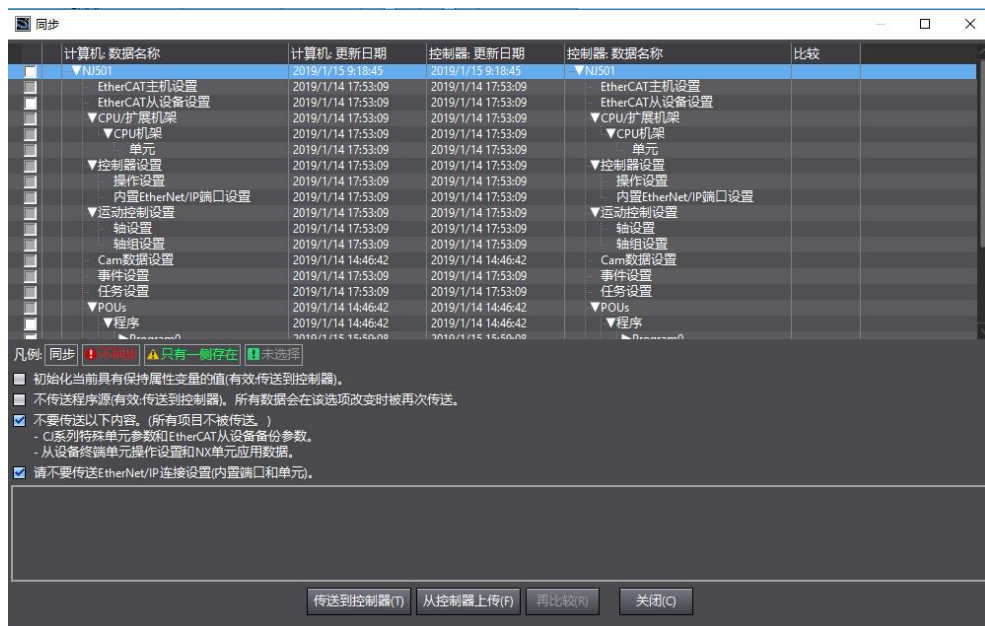 同步
计算机: 数据名称 计算机: 更新日期 控制器: 更新日期 控制器: 数据名称 比较
▼NJ501 2019/1/15 9:18:45 2019/1/15 9:18:45 ▼NJ501
EtherCAT主机设置 2019/1/14 17:53:09 2019/1/14 17:53:09 EtherCAT主机设置
EtherCAT从设备设置 2019/1/14 17:53:09 2019/1/14 17:53:09 EtherCAT从设备设置
▼CPU/扩展机架 2019/1/14 17:53:09 2019/1/14 17:53:09 ▼CPU/扩展机架
▼CPU机架 2019/1/14 17:53:09 2019/1/14 17:53:09 ▼CPU机架
单元 2019/1/14 17:53:09 2019/1/14 17:53:09 单元
▼控制器设置 2019/1/14 17:53:09 2019/1/14 17:53:09 ▼控制器设置
操作设置 2019/1/14 17:53:09 2019/1/14 17:53:09 操作设置
内置EtherNet/IP端口设置 2019/1/14 17:53:09 2019/1/14 17:53:09 内置EtherNet/IP端口设置
▼运动控制设置 2019/1/14 17:53:09 2019/1/14 17:53:09 ▼运动控制设置
轴设置 2019/1/14 17:53:09 2019/1/14 17:53:09 轴设置
轴组设置 2019/1/14 17:53:09 2019/1/14 17:53:09 轴组设置
Cam数据设置 2019/1/14 14:46:42 2019/1/14 14:46:42 Cam数据设置
事件设置 2019/1/14 17:53:09 2019/1/14 17:53:09 事件设置
任务设置 2019/1/14 17:53:09 2019/1/14 17:53:09 任务设置
▼POUs 2019/1/14 14:46:42 2019/1/14 14:46:42 ▼POUs
▼程序 2019/1/14 14:46:42 2019/1/14 14:46:42 ▼程序
▶Program0 2019/1/15 15:59:08 2019/1/15 15:59:08 ▶Program0
凡例: 同步 不同步 只有一侧存在 未选择
初始化当前具有保持属性变量的值(有效:传送到控制器)。
不传送程序源(有效:传送到控制器)。所有数据会在该选项改变时被再次传送。
不要传送以下内容。(所有项目不被传送。)
- CJ系列特殊单元参数和EtherCAT从设备备份参数。
- 从设备终端单元操作设置和NX单元应用数据。
请不要传送EtherNet/IP连接设置(内置端口和单元)。
传送到控制器(T) 从控制器上传(F) 再比较(R) 关闭(C)